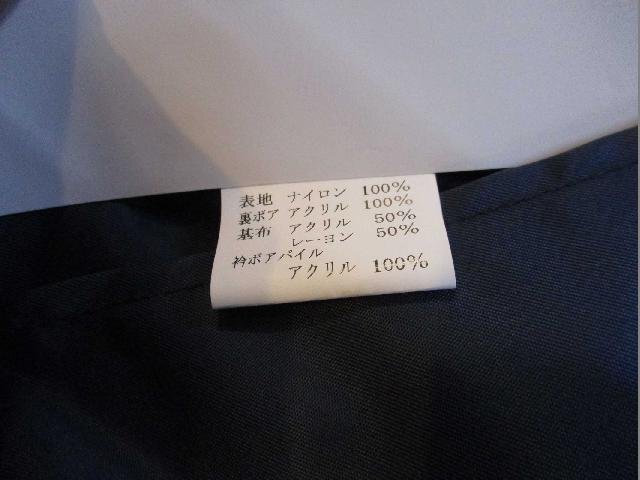 表地 ナイロン 100%
裏ボア アクリル 100%
基布 アクリル 50%
レーヨン 50%
衿ボアパイル
アクリル 100%